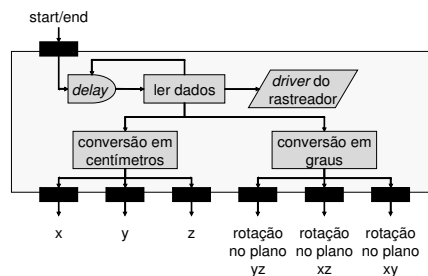 start/end
delay
ler dados
driver do
rastreador
conversão em
centímetros
conversão em
graus
x
y
z
rotação
no plano
yz
rotação
no plano
xz
rotação
no plano
xy